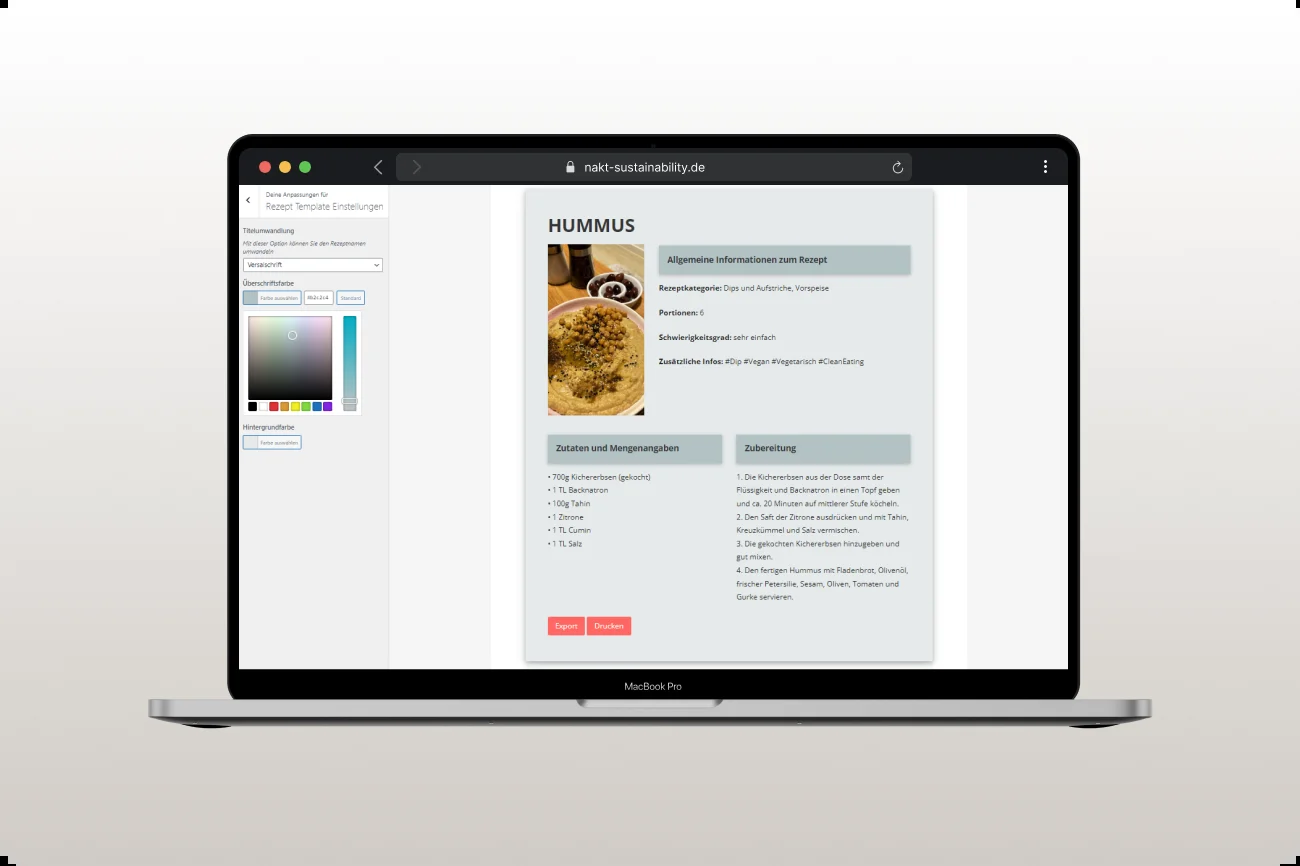 nakt-sustainability.de
Deine Anpassungen für
Rezept Template Einstellungen
Titelumwandlung
Mit dieser Option können Sie den Rezeptnamen
umwandeln
Versalschrift
Überschriftsfarbe
Farbe auswählen
#b2c2c4
Standard
Hintergrundfarbe
Farbe auswählen
HUMMUS
Allgemeine Informationen zum Rezept
Rezeptkategorie: Dips und Aufstriche, Vorspeise
Portionen: 6
Schwierigkeitsgrad: sehr einfach
Zusätzliche Infos: #Dip #Vegan #Vegetarisch #CleanEating
Zutaten und Mengenangaben
• 700g Kichererbsen (gekocht)
• 1 TL Backnatron
• 100g Tahin
• 1 Zitrone
• 1 TL Cumin
• 1 TL Salz
Zubereitung
1. Die Kichererbsen aus der Dose samt der
Flüssigkeit und Backnatron in einen Topf geben
und ca. 20 Minuten auf mittlerer Stufe köcheln.
2. Den Saft der Zitrone ausdrücken und mit Tahin,
Kreuzkümmel und Salz vermischen.
3. Die gekochten Kichererbsen hinzugeben und
gut mixen.
4. Den fertigen Hummus mit Fladenbrot, Olivenöl,
frischer Petersilie, Sesam, Oliven, Tomaten und
Gurke servieren.
Export
Drucken
MacBook Pro